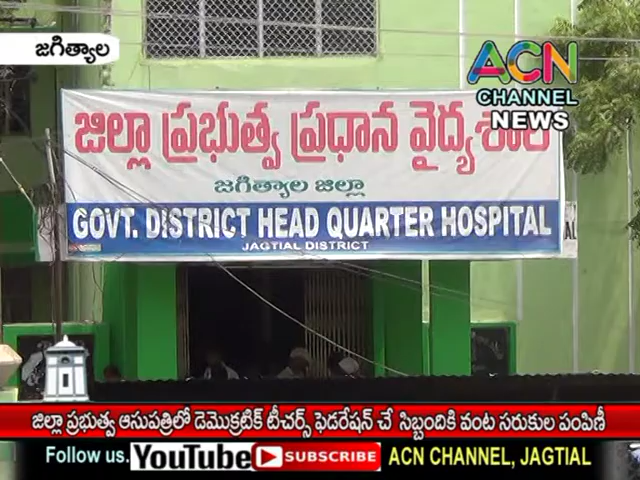 జగిత్యాల
ACN
CHANNEL
NEWS
జిల్లా ప్రభుత్వ ప్రధాన వైద్యశాల
జగిత్యాల జిల్లా
GOVT. DISTRICT HEAD QUARTER HOSPITAL
JAGTIAL DISTRICT
జిల్లా ప్రభుత్వ ఆసుపత్రిలో డెమొక్రటిక్ టీచర్స్ ఫెడరేషన్ చే సిబ్బందికి వంట సరుకుల పంపిణీ
Follow us. YouTube SUBSCRIBE ACN CHANNEL, JAGTIAL